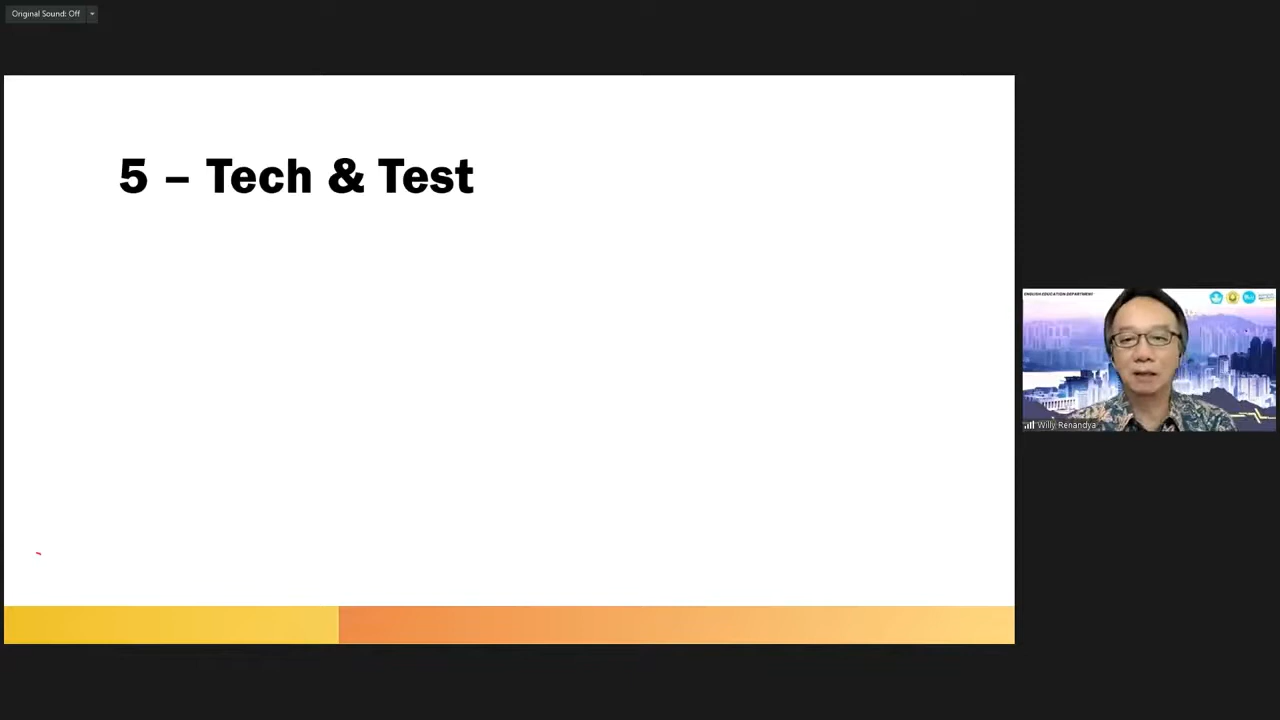 Original Sound: Off
5 – Tech & Test
ENGLISH EDUCATION DEPARTMENT
Willy Renandya